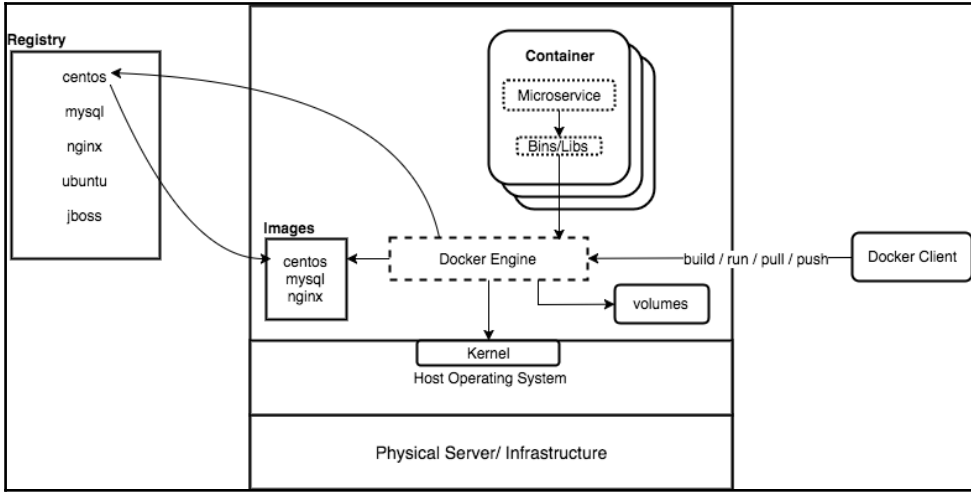 Registry
centos
mysql
nginx
ubuntu
jboss
Container
Microservice
Bins/Libs
Images
centos
mysql
nginx
Docker Engine
build / run / pull / push
Docker Client
volumes
Kernel
Host Operating System
Physical Server/ Infrastructure